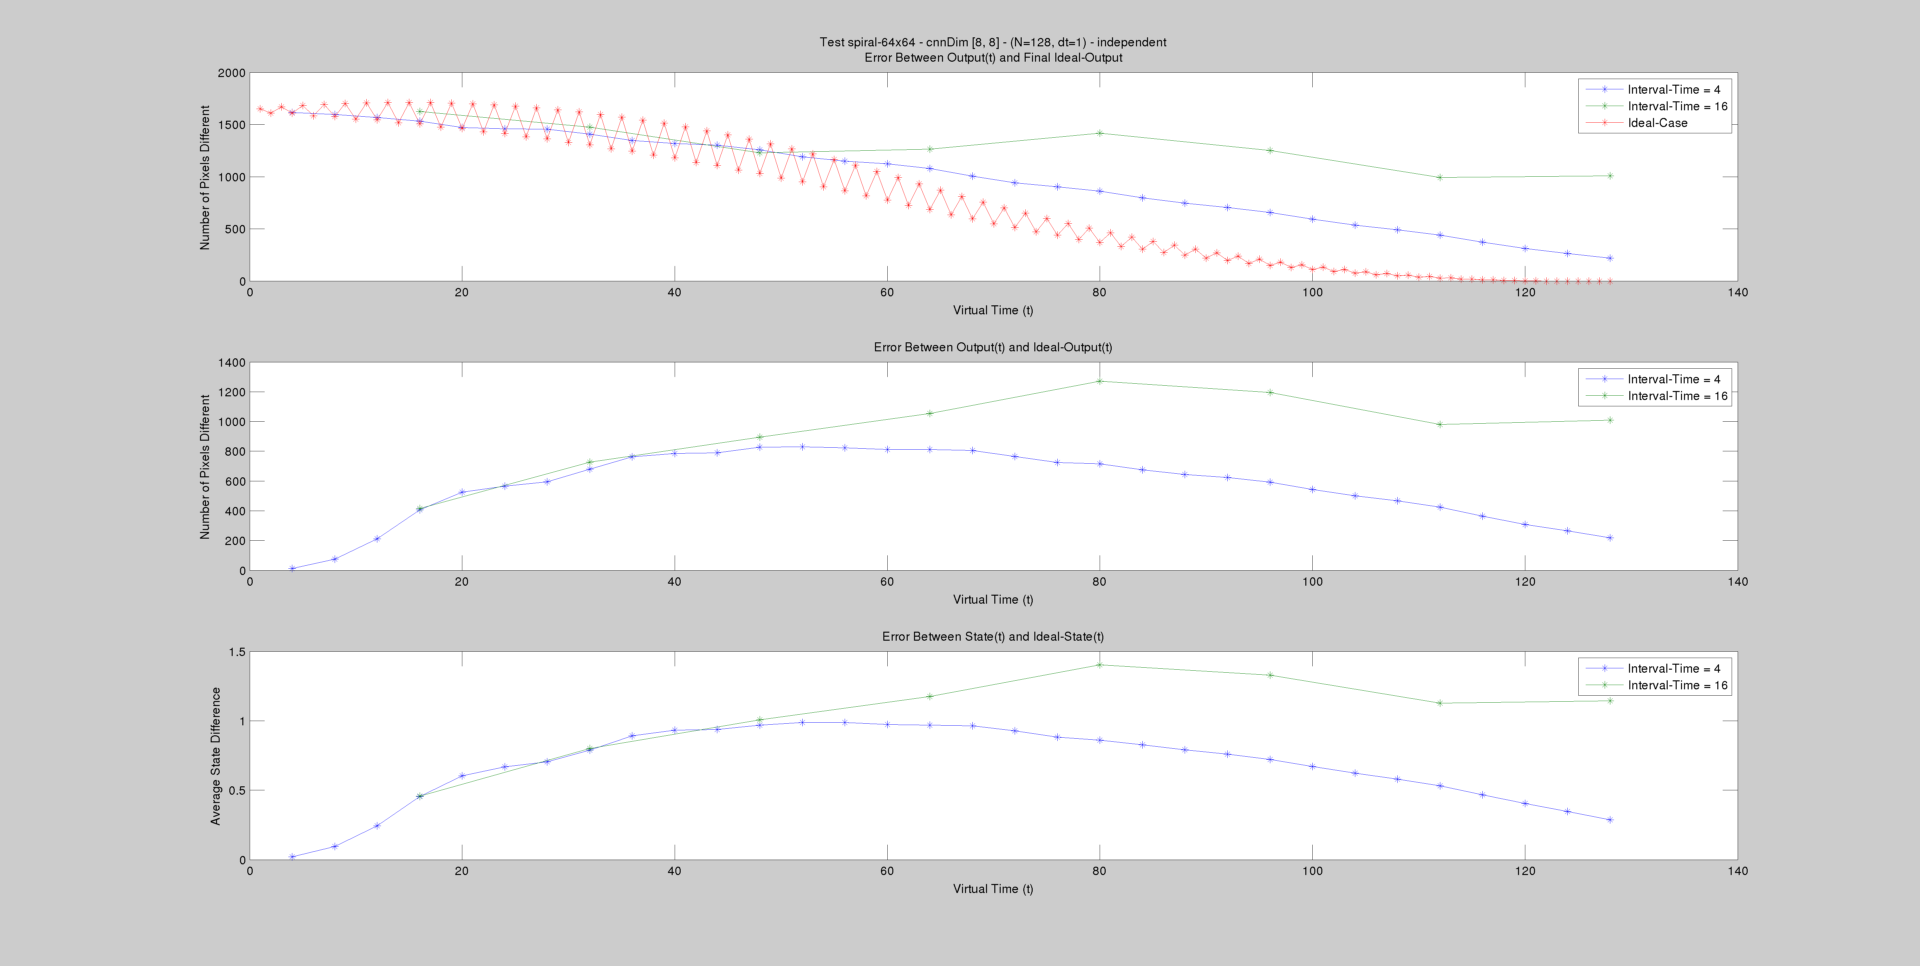 Test spiral-64x64 - cnnDim [8, 8] - (N=128, dt=1) - independent
Error Between Output(t) and Final Ideal-Output
Number of Pixels Different
2000
1500
1000
500
0
Interval-Time = 4
Interval-Time = 16
Ideal-Case
0 20 40 60 80 100 120 140
Virtual Time (t)
Error Between Output(t) and Ideal-Output(t)
Number of Pixels Different
1400
1200
1000
800
600
400
200
0
Interval-Time = 4
Interval-Time = 16
0 20 40 60 80 100 120 140
Virtual Time (t)
Error Between State(t) and Ideal-State(t)
Average State Difference
1.5
1
0.5
0
Interval-Time = 4
Interval-Time = 16
0 20 40 60 80 100 120 140
Virtual Time (t)